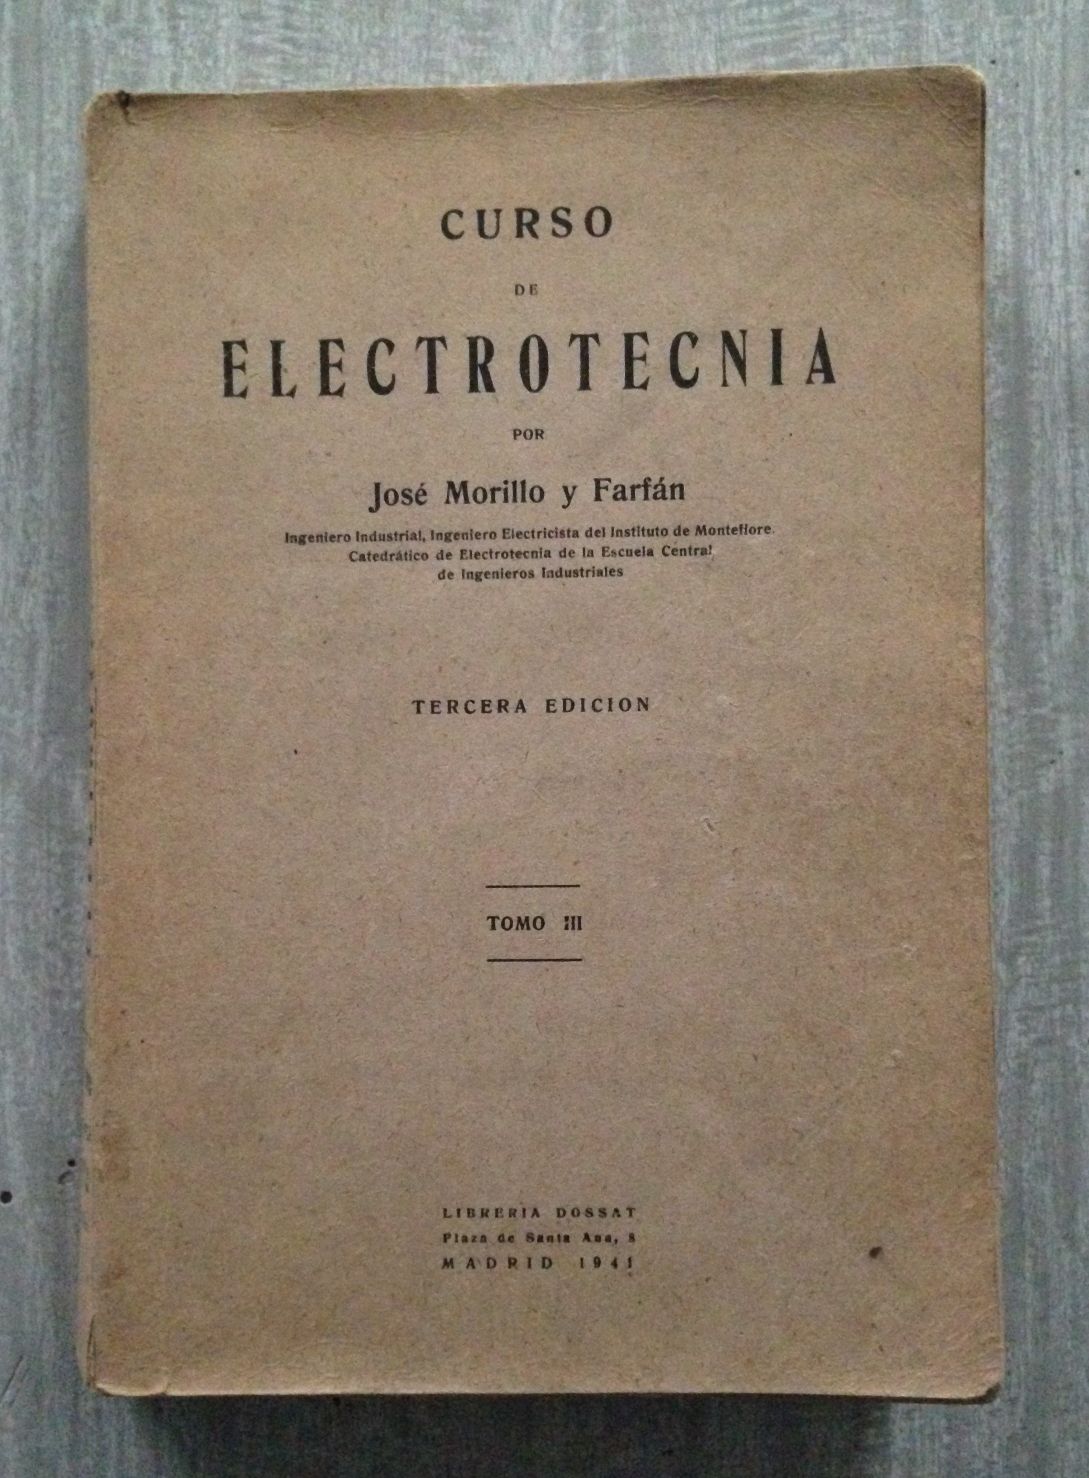 CURSO
DE
ELECTROTECNIA
POR
José Morillo y Farfán
Ingeniero Industrial, Ingeniero Electricista del Instituto de Montefiore.
Catedrático de Electrotecnia de la Escuela Central
de Ingenieros Industriales
TERCERA EDICION
TOMO III
LIBRERIA DOSSAT
Plaza de Santa Ana, 8
MADRID 1941